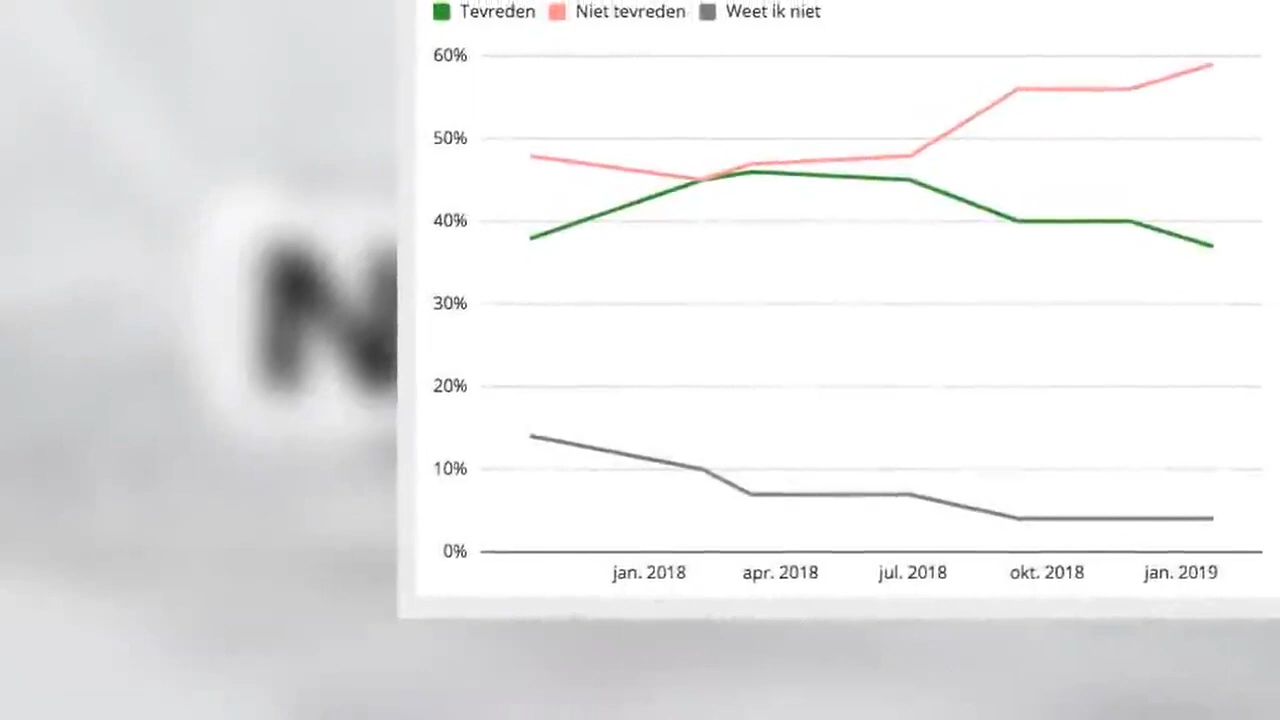 Tevreden Niet tevreden Weet ik niet
60%
50%
40%
30%
20%
10%
0%
jan. 2018 apr. 2018 jul. 2018 okt. 2018 jan. 2019
N